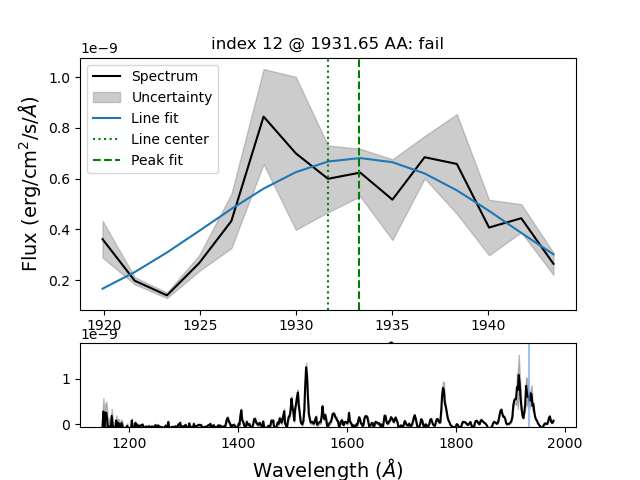 index 12 @ 1931.65 AA: fail
1e−9
Spectrum
Uncertainty
Line fit
Line center
Peak fit
1.0
0.8
0.6
0.4
0.2
Flux (erg/cm²/s/Å)
1920 1925 1930 1935 1940
1e−9
1
0
1200 1400 1600 1800 2000
Wavelength (Å)